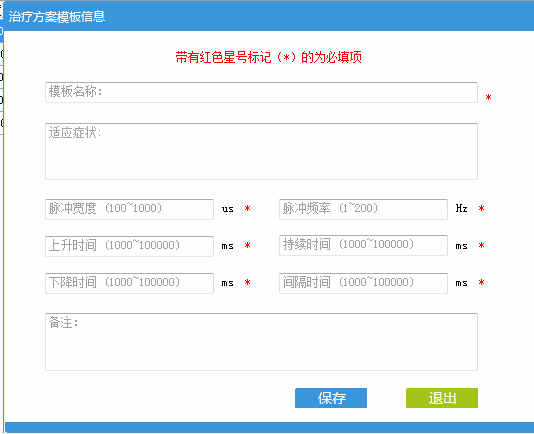 治疗方案模板信息
带有红色星号标记（*）的为必填项
模板名称： *
适应症状：
脉冲宽度（100~1000） us * 脉冲频率（1~200） Hz *
上升时间（1000~100000） ms * 持续时间（1000~100000） ms *
下降时间（1000~100000） ms * 间隔时间（1000~100000） ms *
备注：
保存 退出